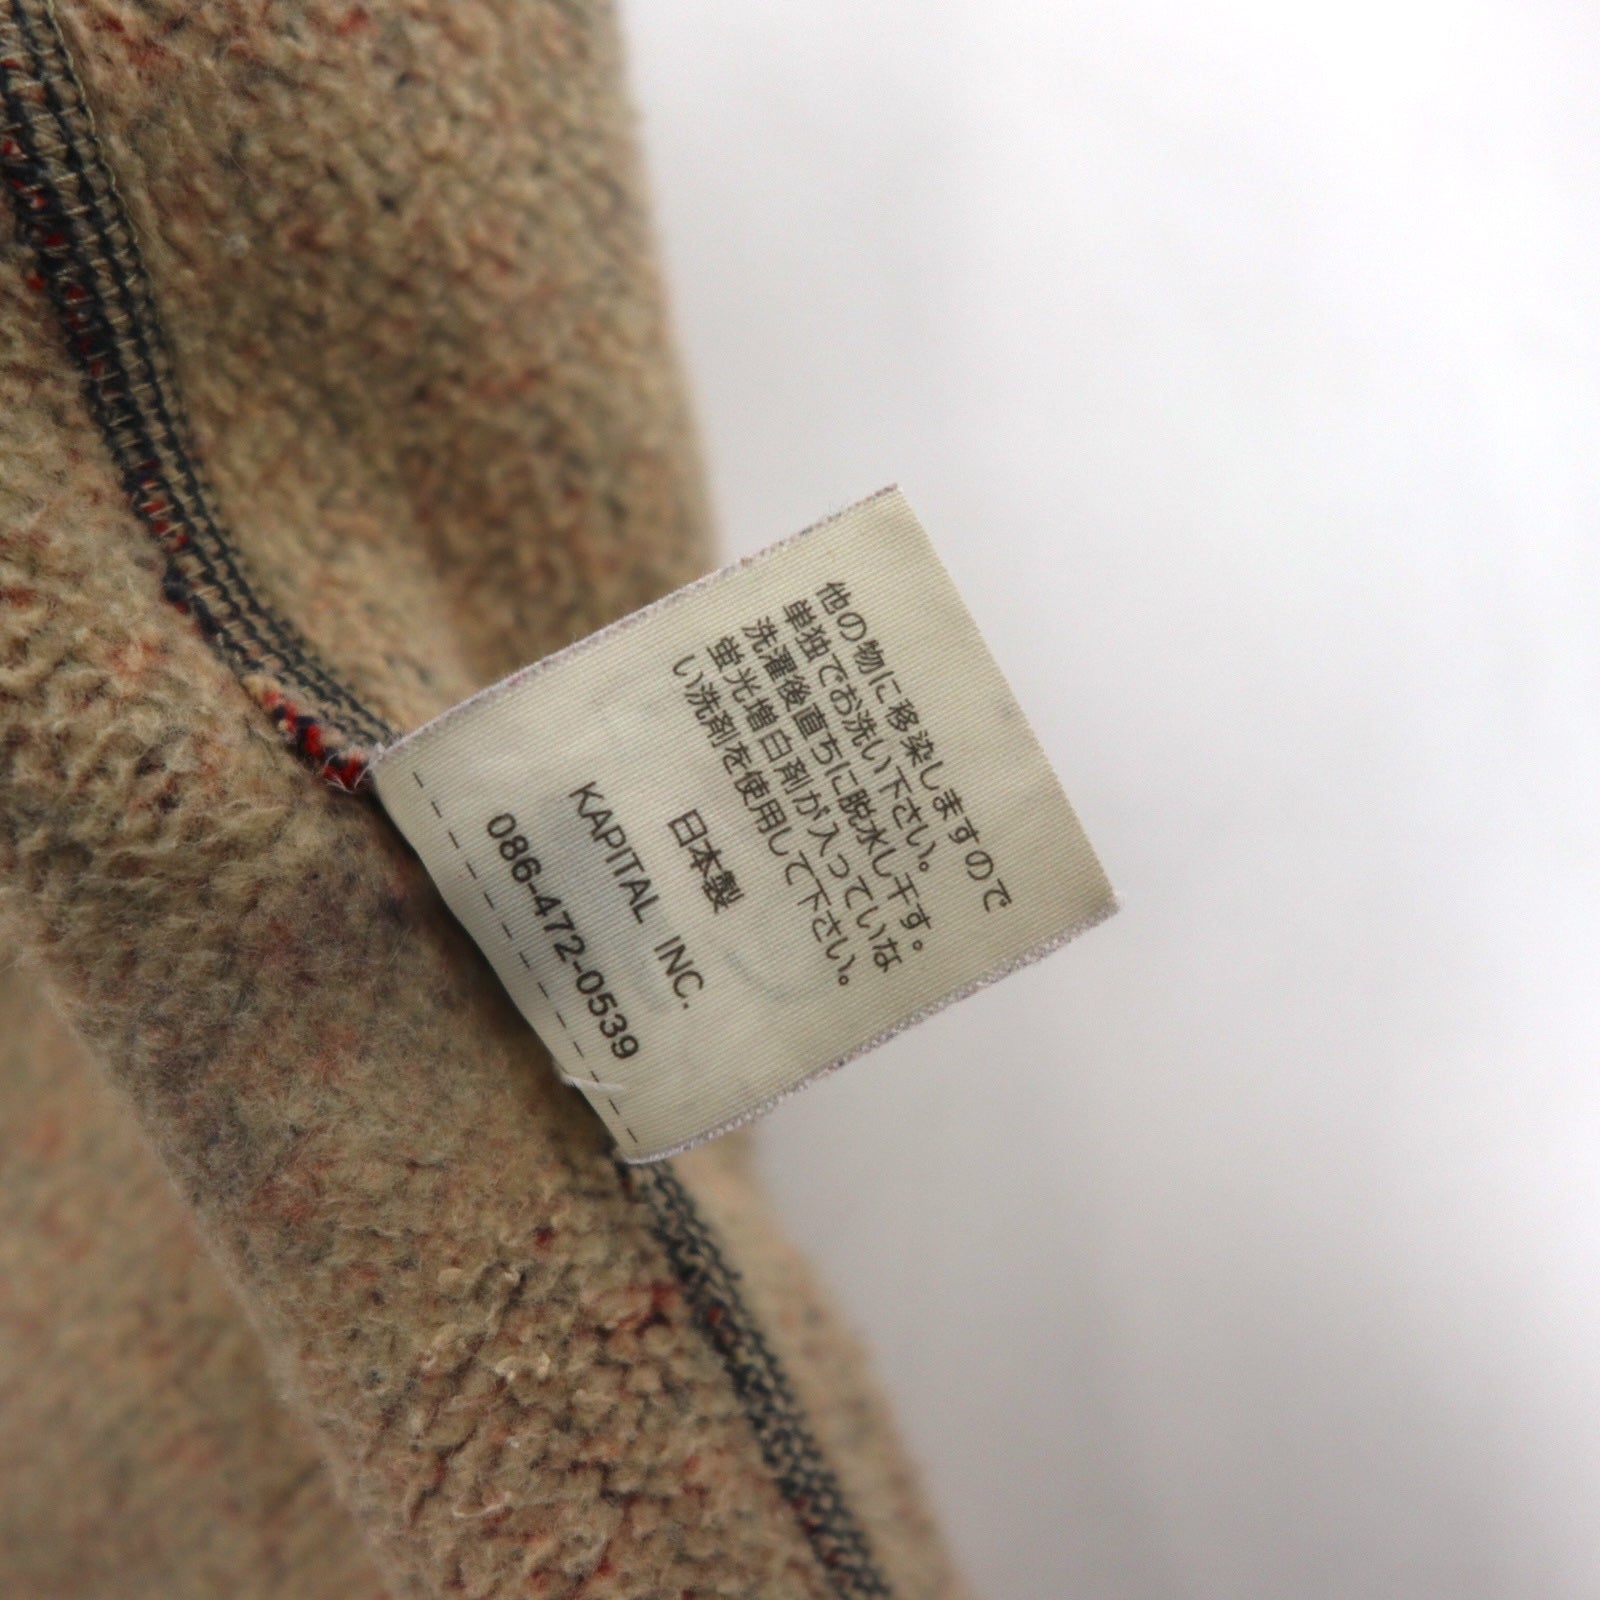 他の物に移染しますので
単独でお洗い下さい。
洗濯後直ちに脱水し干す。
蛍光増白剤が入っていな
い洗剤を使用して下さい。
日本製
KAPITAL INC.
086-472-0539